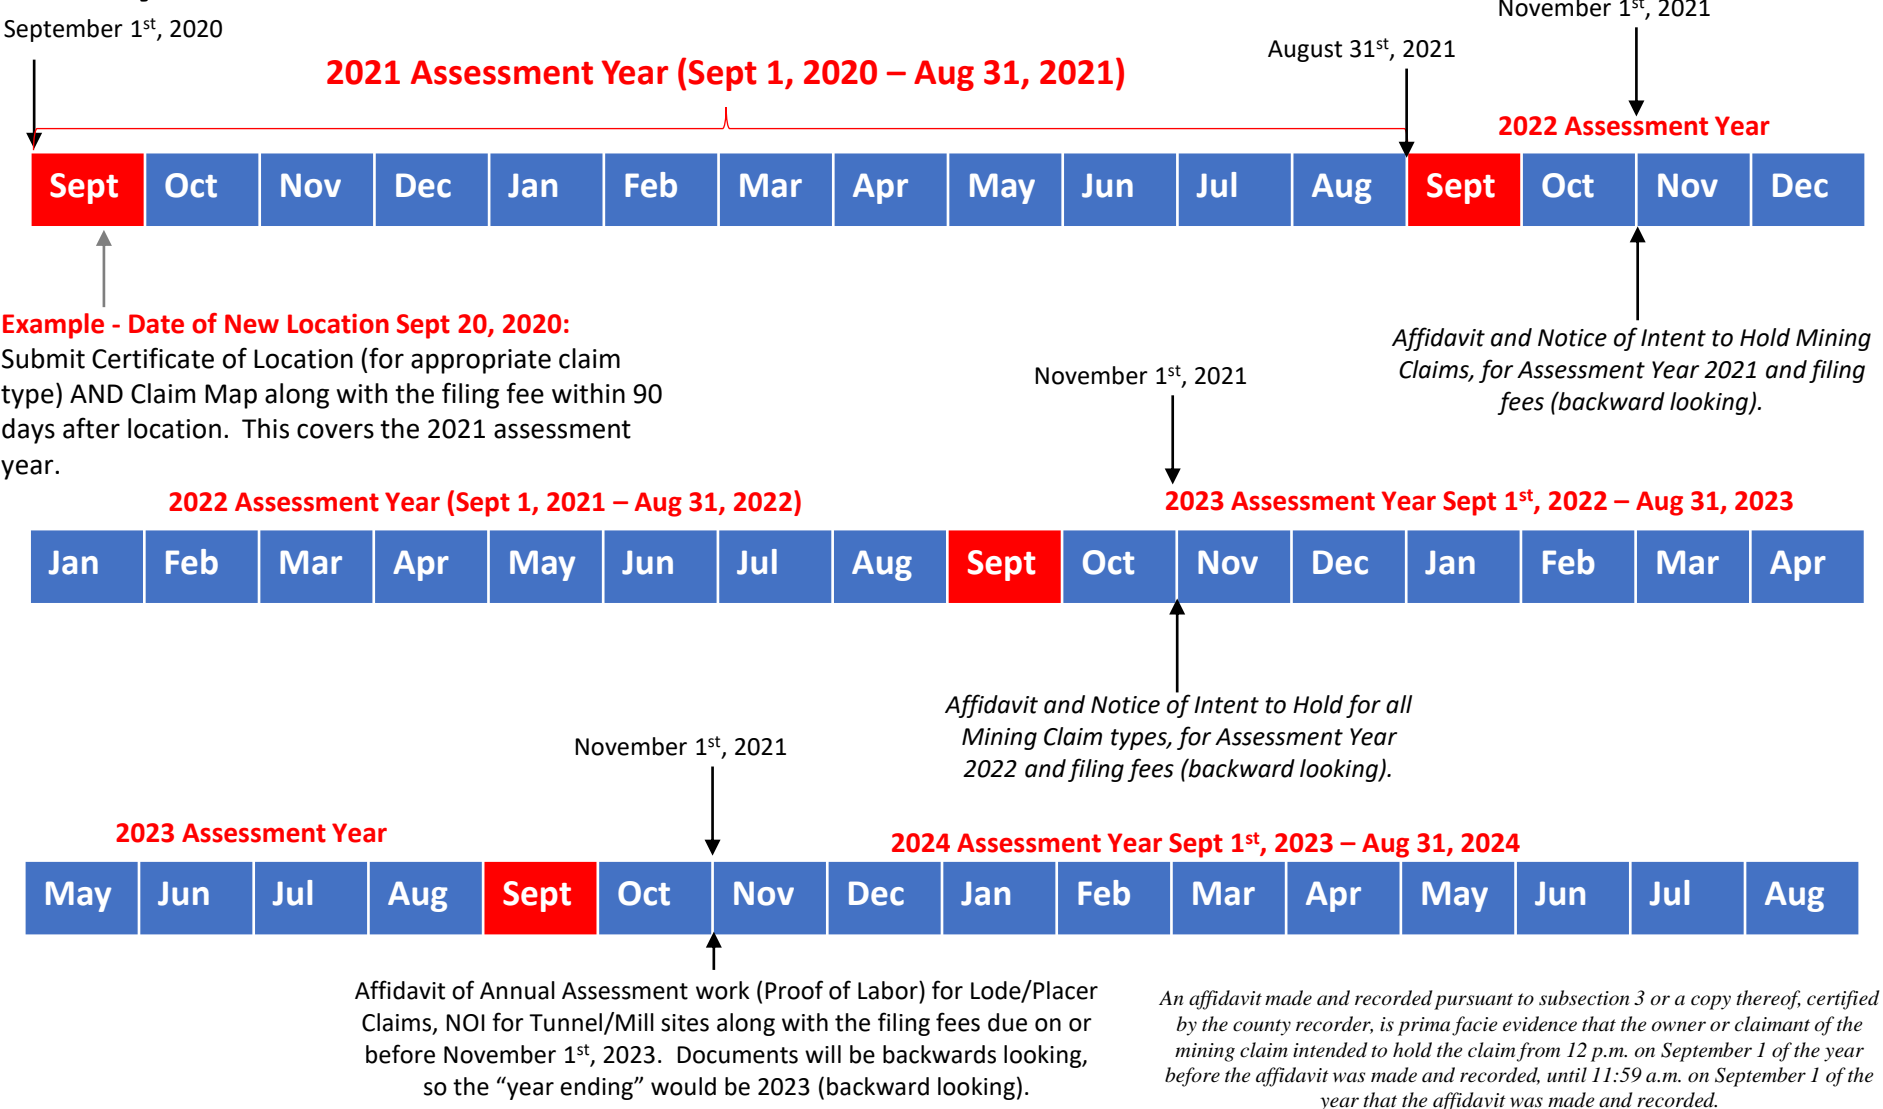 September 1st, 2020
November 1st, 2021
August 31st, 2021
2021 Assessment Year (Sept 1, 2020 – Aug 31, 2021)
2022 Assessment Year
Sept Oct Nov Dec Jan Feb Mar Apr May Jun Jul Aug Sept Oct Nov Dec
Example - Date of New Location Sept 20, 2020:
Submit Certificate of Location (for appropriate claim
type) AND Claim Map along with the filing fee within 90
days after location. This covers the 2021 assessment
year.
Affidavit and Notice of Intent to Hold Mining
Claims, for Assessment Year 2021 and filing
fees (backward looking).
November 1st, 2021
2022 Assessment Year (Sept 1, 2021 – Aug 31, 2022)
2023 Assessment Year Sept 1st, 2022 – Aug 31, 2023
Jan Feb Mar Apr May Jun Jul Aug Sept Oct Nov Dec Jan Feb Mar Apr
Affidavit and Notice of Intent to Hold for all
Mining Claim types, for Assessment Year
2022 and filing fees (backward looking).
November 1st, 2021
2023 Assessment Year
2024 Assessment Year Sept 1st, 2023 – Aug 31, 2024
May Jun Jul Aug Sept Oct Nov Dec Jan Feb Mar Apr May Jun Jul Aug
Affidavit of Annual Assessment work (Proof of Labor) for Lode/Placer
Claims, NOI for Tunnel/Mill sites along with the filing fees due on or
before November 1st, 2023. Documents will be backwards looking,
so the “year ending” would be 2023 (backward looking).
An affidavit made and recorded pursuant to subsection 3 or a copy thereof, certified
by the county recorder, is prima facie evidence that the owner or claimant of the
mining claim intended to hold the claim from 12 p.m. on September 1 of the year
before the affidavit was made and recorded, until 11:59 a.m. on September 1 of the
year that the affidavit was made and recorded.